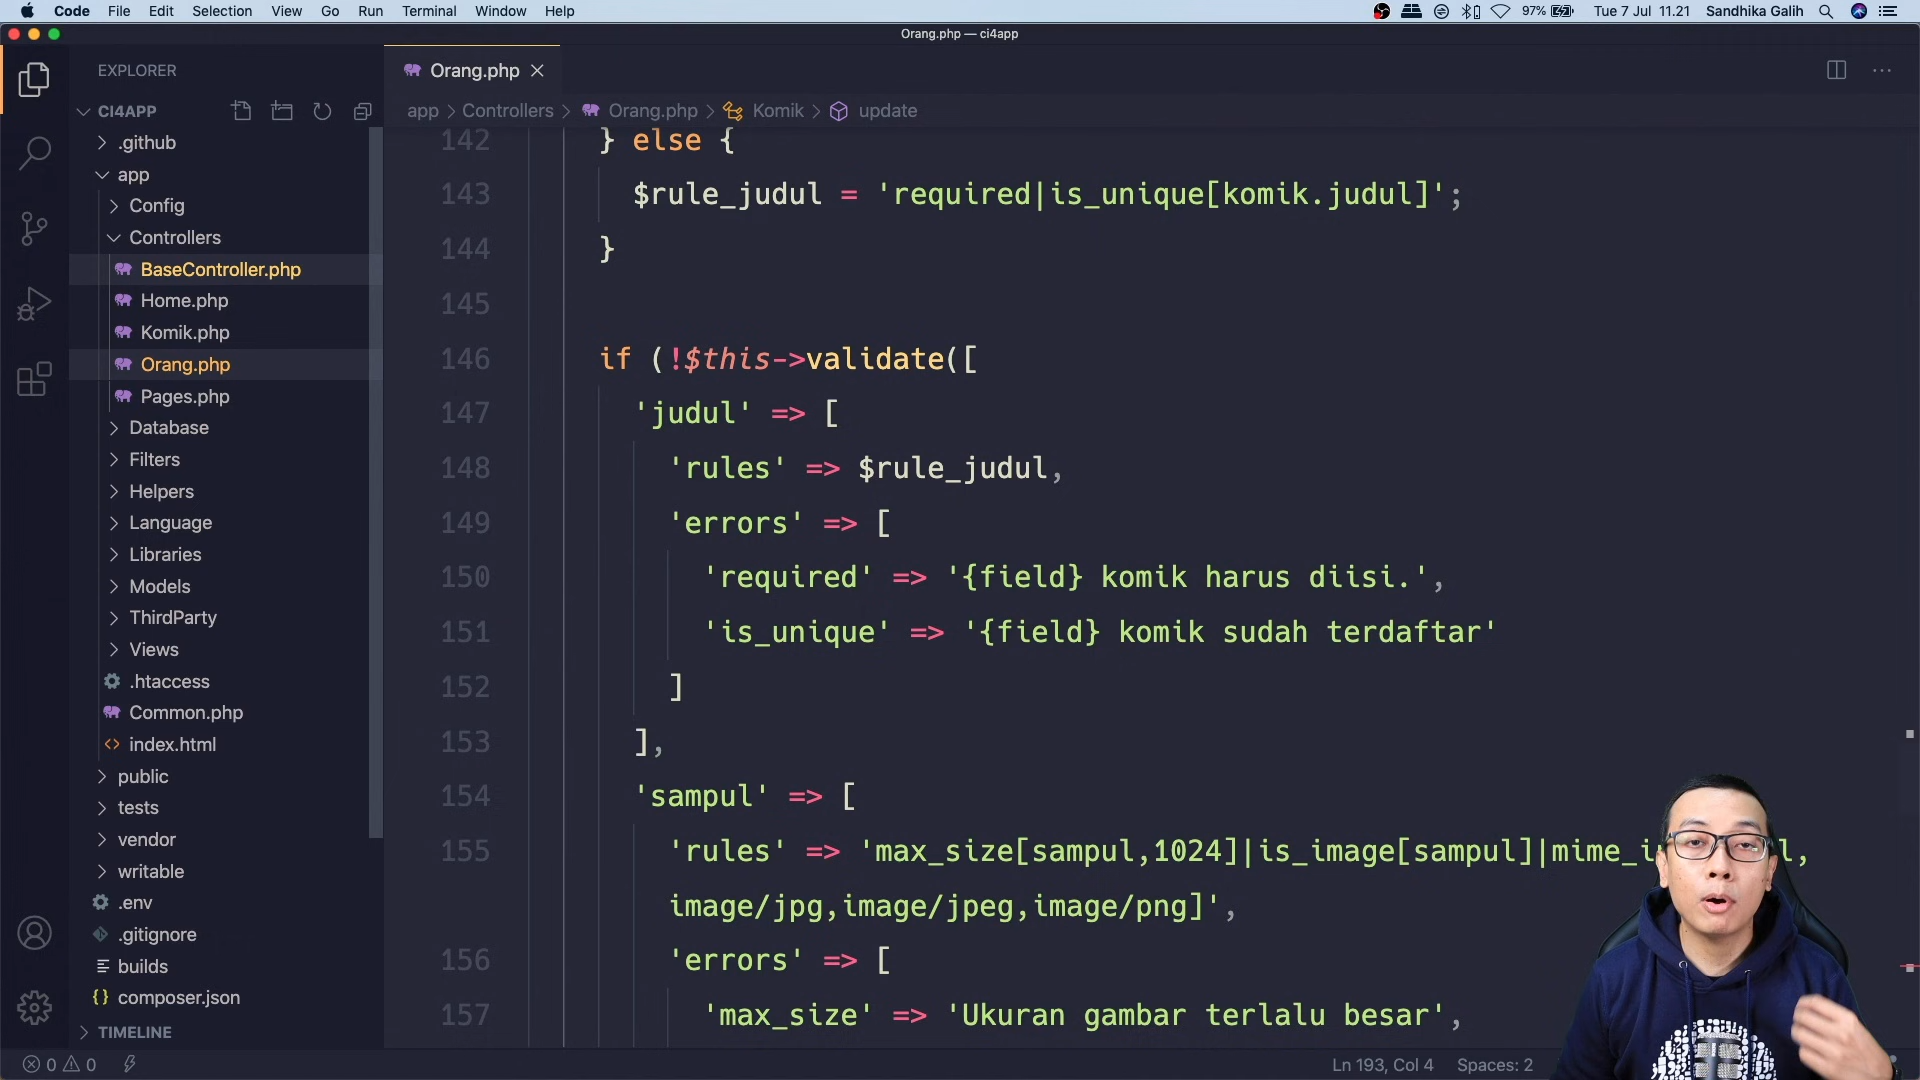 Code File Edit Selection View Go Run Terminal Window Help 97% Tue 7 Jul 11.21 Sandhika Galih
Orang.php — ci4app
EXPLORER
CI4APP
.github
app
Config
Controllers
BaseController.php
Home.php
Komik.php
Orang.php
Pages.php
Database
Filters
Helpers
Language
Libraries
Models
ThirdParty
Views
.htaccess
Common.php
index.html
public
tests
vendor
writable
.env
.gitignore
builds
composer.json
TIMELINE
Orang.php
app > Controllers > Orang.php > Komik > update
142 } else {
143 $rule_judul = 'required|is_unique[komik.judul]';
144 }
145
146 if (!$this->validate([
147 'judul' => [
148 'rules' => $rule_judul,
149 'errors' => [
150 'required' => '{field} komik harus diisi.',
151 'is_unique' => '{field} komik sudah terdaftar'
152 ]
153 ],
154 'sampul' => [
155 'rules' => 'max_size[sampul,1024]|is_image[sampul]|mime_i l,
image/jpg,image/jpeg,image/png]',
156 'errors' => [
157 'max_size' => 'Ukuran gambar terlalu besar',
0 0 Ln 193, Col 4 Spaces: 2